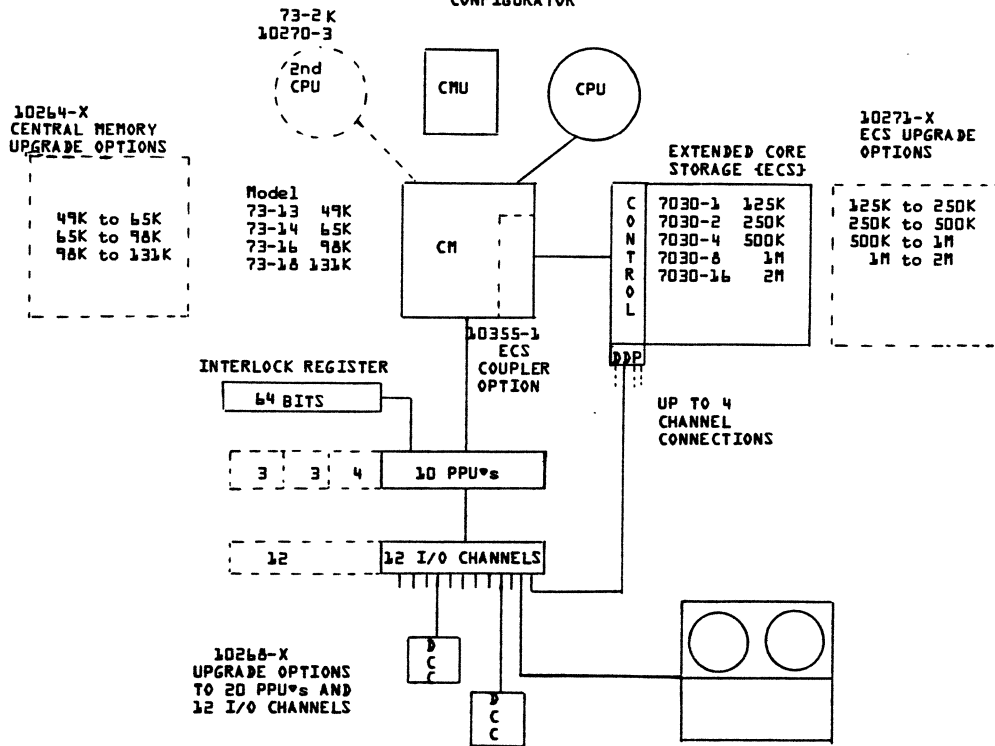 CONFIGURATOR
73-2K
10270-3
2nd
CPU
CMU
CPU
10264-X
CENTRAL MEMORY
UPGRADE OPTIONS
49K to 65K
65K to 98K
98K to 131K
Model
73-13 49K
73-14 65K
73-16 98K
73-18 131K
CM
10355-1
ECS
COUPLER
OPTION
EXTENDED CORE
STORAGE {ECS}
CONTROL
7030-1 125K
7030-2 250K
7030-4 500K
7030-8 1M
7030-16 2M
DDP
10271-X
ECS UPGRADE
OPTIONS
125K to 250K
250K to 500K
500K to 1M
1M to 2M
UP TO 4
CHANNEL
CONNECTIONS
INTERLOCK REGISTER
64 BITS
3 3 4 10 PPU's
12 12 I/O CHANNELS
10268-X
UPGRADE OPTIONS
TO 20 PPU's AND
12 I/O CHANNELS
DCC
DCC